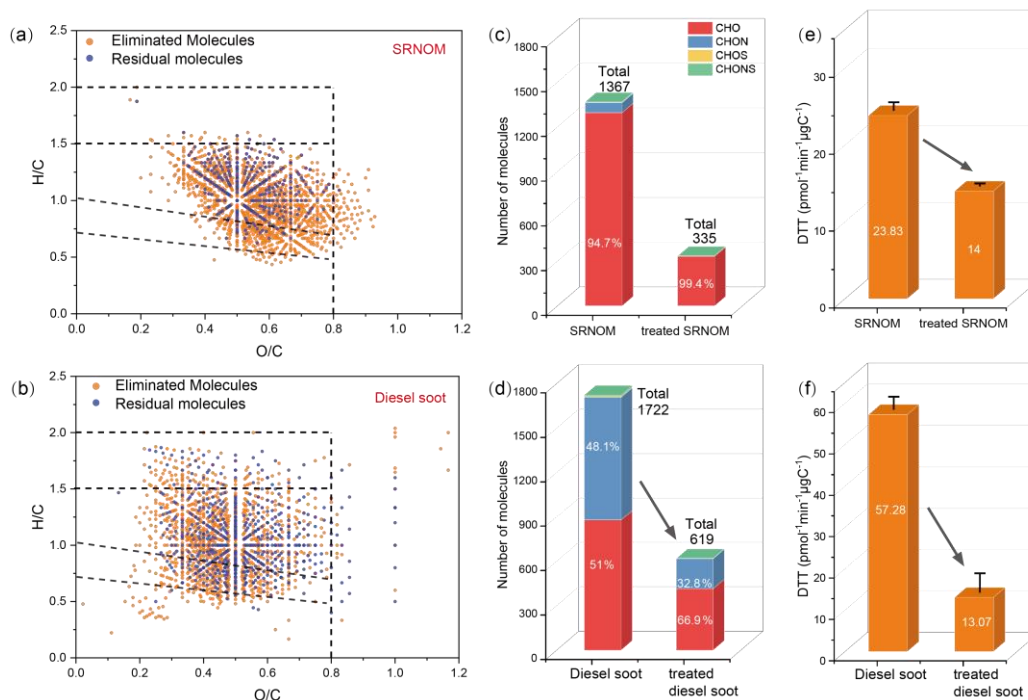 (a)
2.5
2.0
1.5
1.0
0.5
0.0
H/C
Eliminated Molecules
Residual molecules
SRNOM
0.0 0.2 0.4 0.6 0.8 1.0 1.2
O/C
(b)
2.5
2.0
1.5
1.0
0.5
0.0
H/C
Eliminated Molecules
Residual molecules
Diesel soot
0.0 0.2 0.4 0.6 0.8 1.0 1.2
O/C
(c)
1800
1500
1200
900
600
300
0
Number of molecules
CHO
CHON
CHOS
CHONS
Total
1367
94.7%
Total
335
99.4%
SRNOM treated SRNOM
(d)
1800
1500
1200
900
600
300
0
Number of molecules
Total
1722
48.1%
51%
Total
619
32.8%
66.9%
Diesel soot treated
diesel soot
(e)
30
20
10
0
DTT (pmol⁻¹min⁻¹µgC⁻¹)
23.83
14
SRNOM treated SRNOM
(f)
60
50
40
30
20
10
0
DTT (pmol⁻¹min⁻¹µgC⁻¹)
57.28
13.07
Diesel soot treated
diesel soot